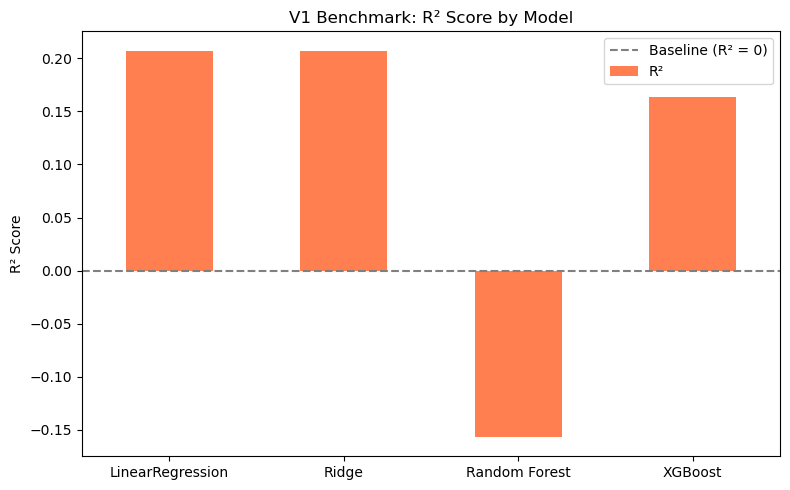 V1 Benchmark: R² Score by Model
Baseline (R² = 0)
R²
R² Score
0.20
0.15
0.10
0.05
0.00
−0.05
−0.10
−0.15
LinearRegression
Ridge
Random Forest
XGBoost